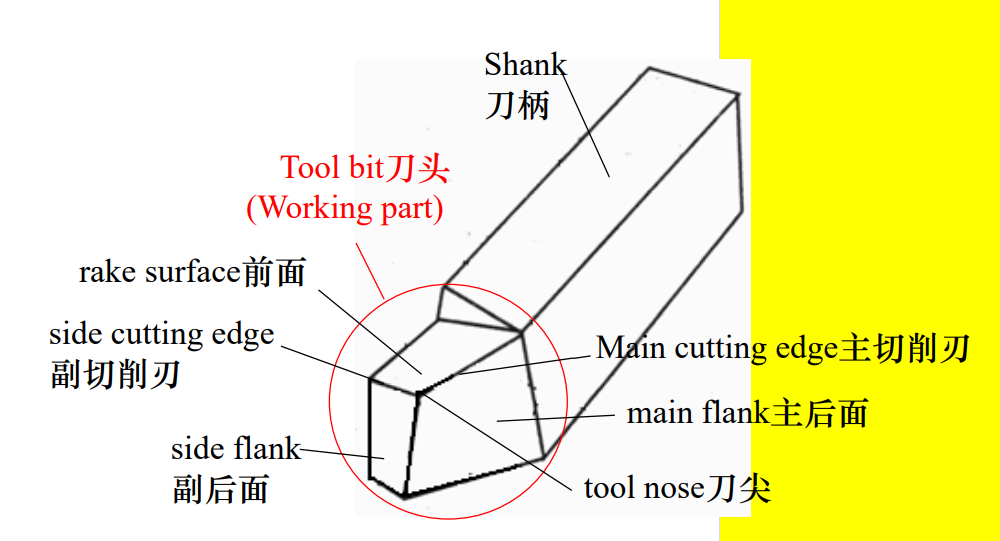 Shank
刀柄
Tool bit刀头
(Working part)
rake surface前面
side cutting edge
副切削刃
Main cutting edge主切削刃
main flank主后面
side flank
副后面
tool nose刀尖